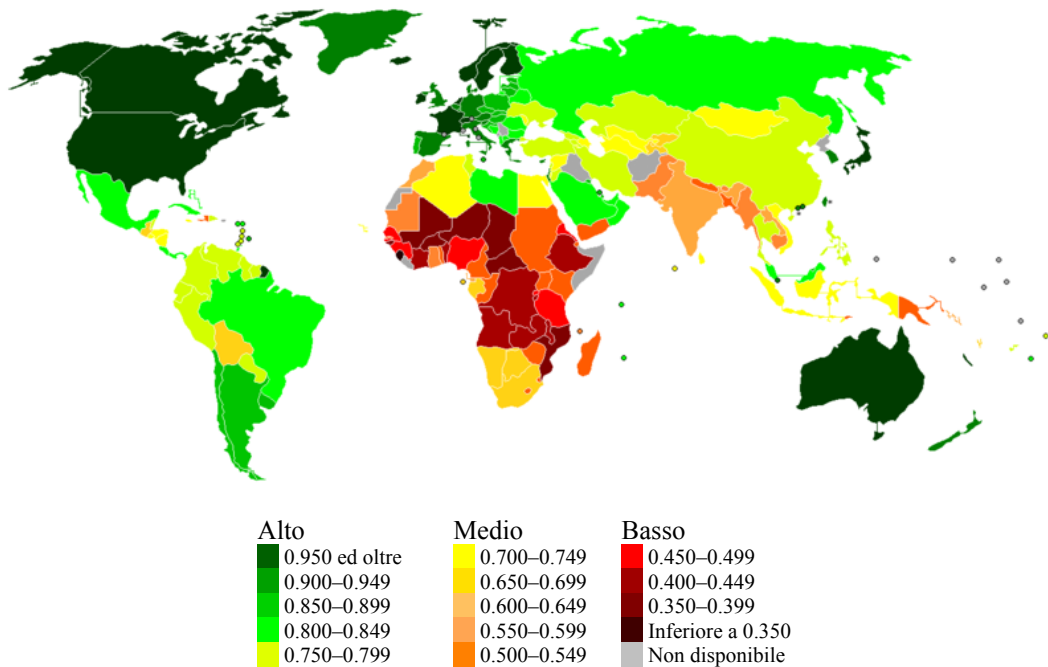 Alto
0.950 ed oltre
0.900–0.949
0.850–0.899
0.800–0.849
0.750–0.799
Medio
0.700–0.749
0.650–0.699
0.600–0.649
0.550–0.599
0.500–0.549
Basso
0.450–0.499
0.400–0.449
0.350–0.399
Inferiore a 0.350
Non disponibile